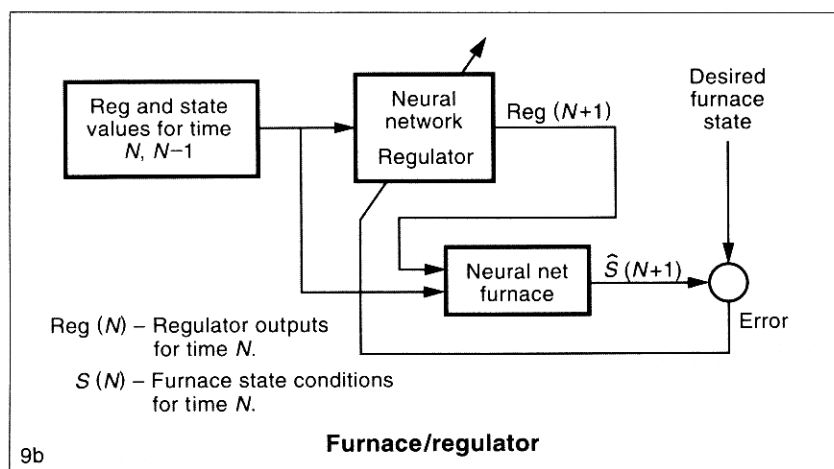 Reg and state
values for time
N, N–1
Neural
network
Regulator
Reg (N+1)
Desired
furnace
state
Neural net
furnace
Ŝ (N+1)
Error
Reg (N) – Regulator outputs
for time N.
S (N) – Furnace state conditions
for time N.
9b
Furnace/regulator